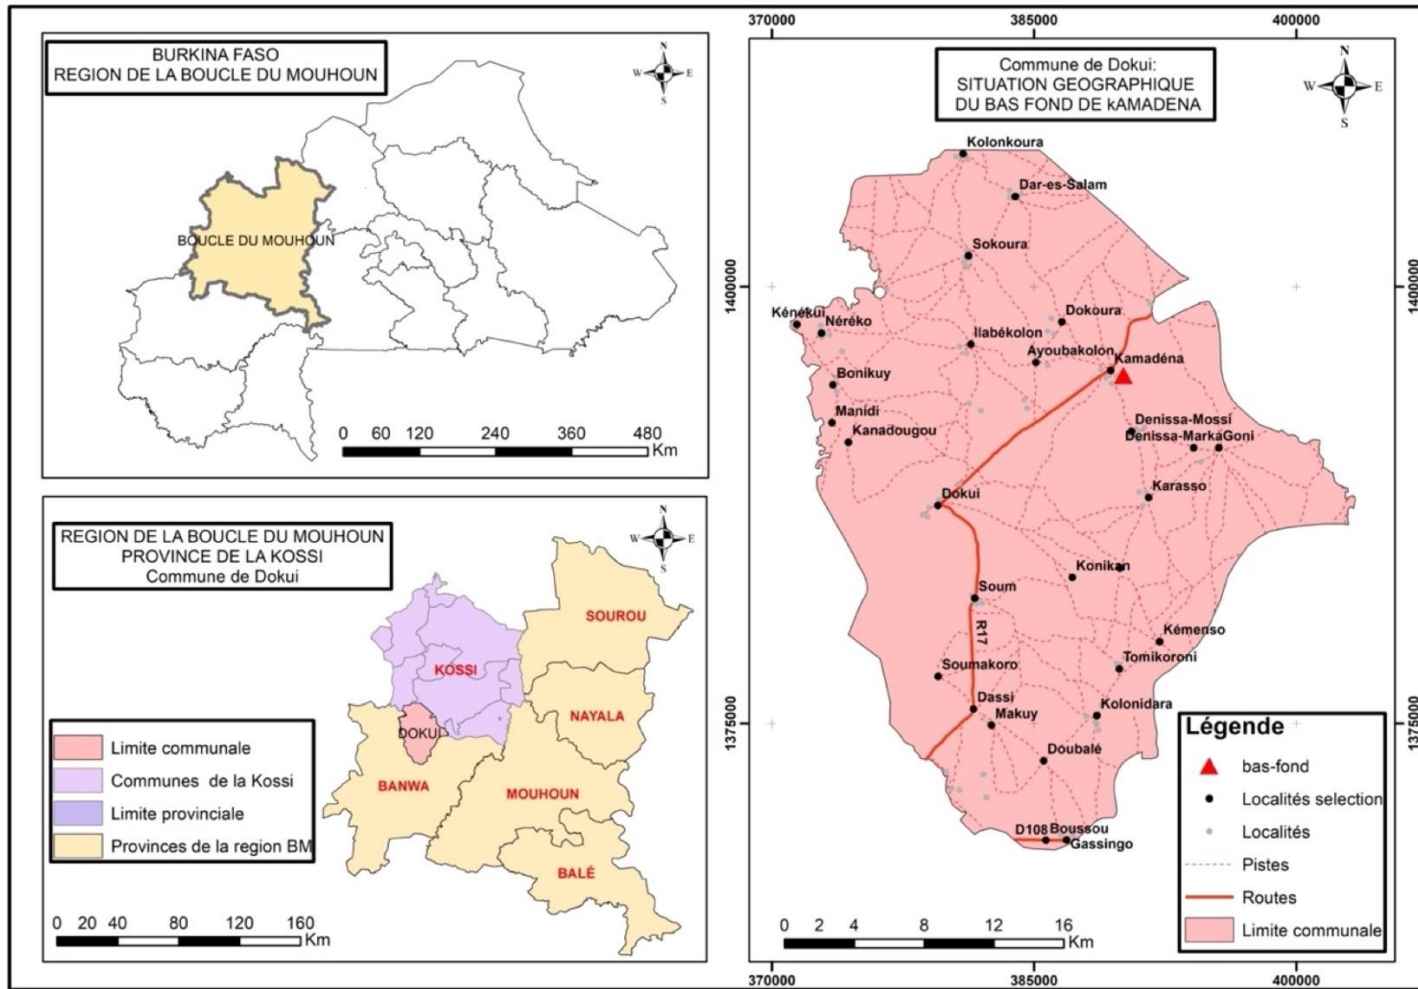 BURKINA FASO
REGION DE LA BOUCLE DU MOUHOUN
N
W E
S
BOUCLE DU MOUHOUN
0 60 120 240 360 480
Km
REGION DE LA BOUCLE DU MOUHOUN
PROVINCE DE LA KOSSI
Commune de Dokui
N
W E
S
SOUROU
KOSSI
NAYALA
DOKUI
BANWA
MOUHOUN
BALÉ
Limite communale
Communes de la Kossi
Limite provinciale
Provinces de la region BM
0 20 40 80 120 160
Km
370000 385000 400000
Commune de Dokui:
SITUATION GEOGRAPHIQUE
DU BAS FOND DE kAMADENA
N
W E
S
Kolonkoura
Dar-es-Salam
Sokoura
1400000 1400000
Kénékui
Néréko
Dokoura
Ilabékolon
Ayoubakolon
Kamadéna
Bonikuy
Manidi
Kanadougou
Denissa-Mossi
Denissa-MarkaGoni
Karasso
Dokui
Konikan
Soum
R17
Kémenso
Tomikoroni
Soumakoro
Dassi
Makuy
Kolonidara
1375000 1375000
Doubalé
D108 Boussou
Gassingo
Légende
bas-fond
Localités selection
Localités
Pistes
Routes
Limite communale
0 2 4 8 12 16
Km
370000 385000 400000